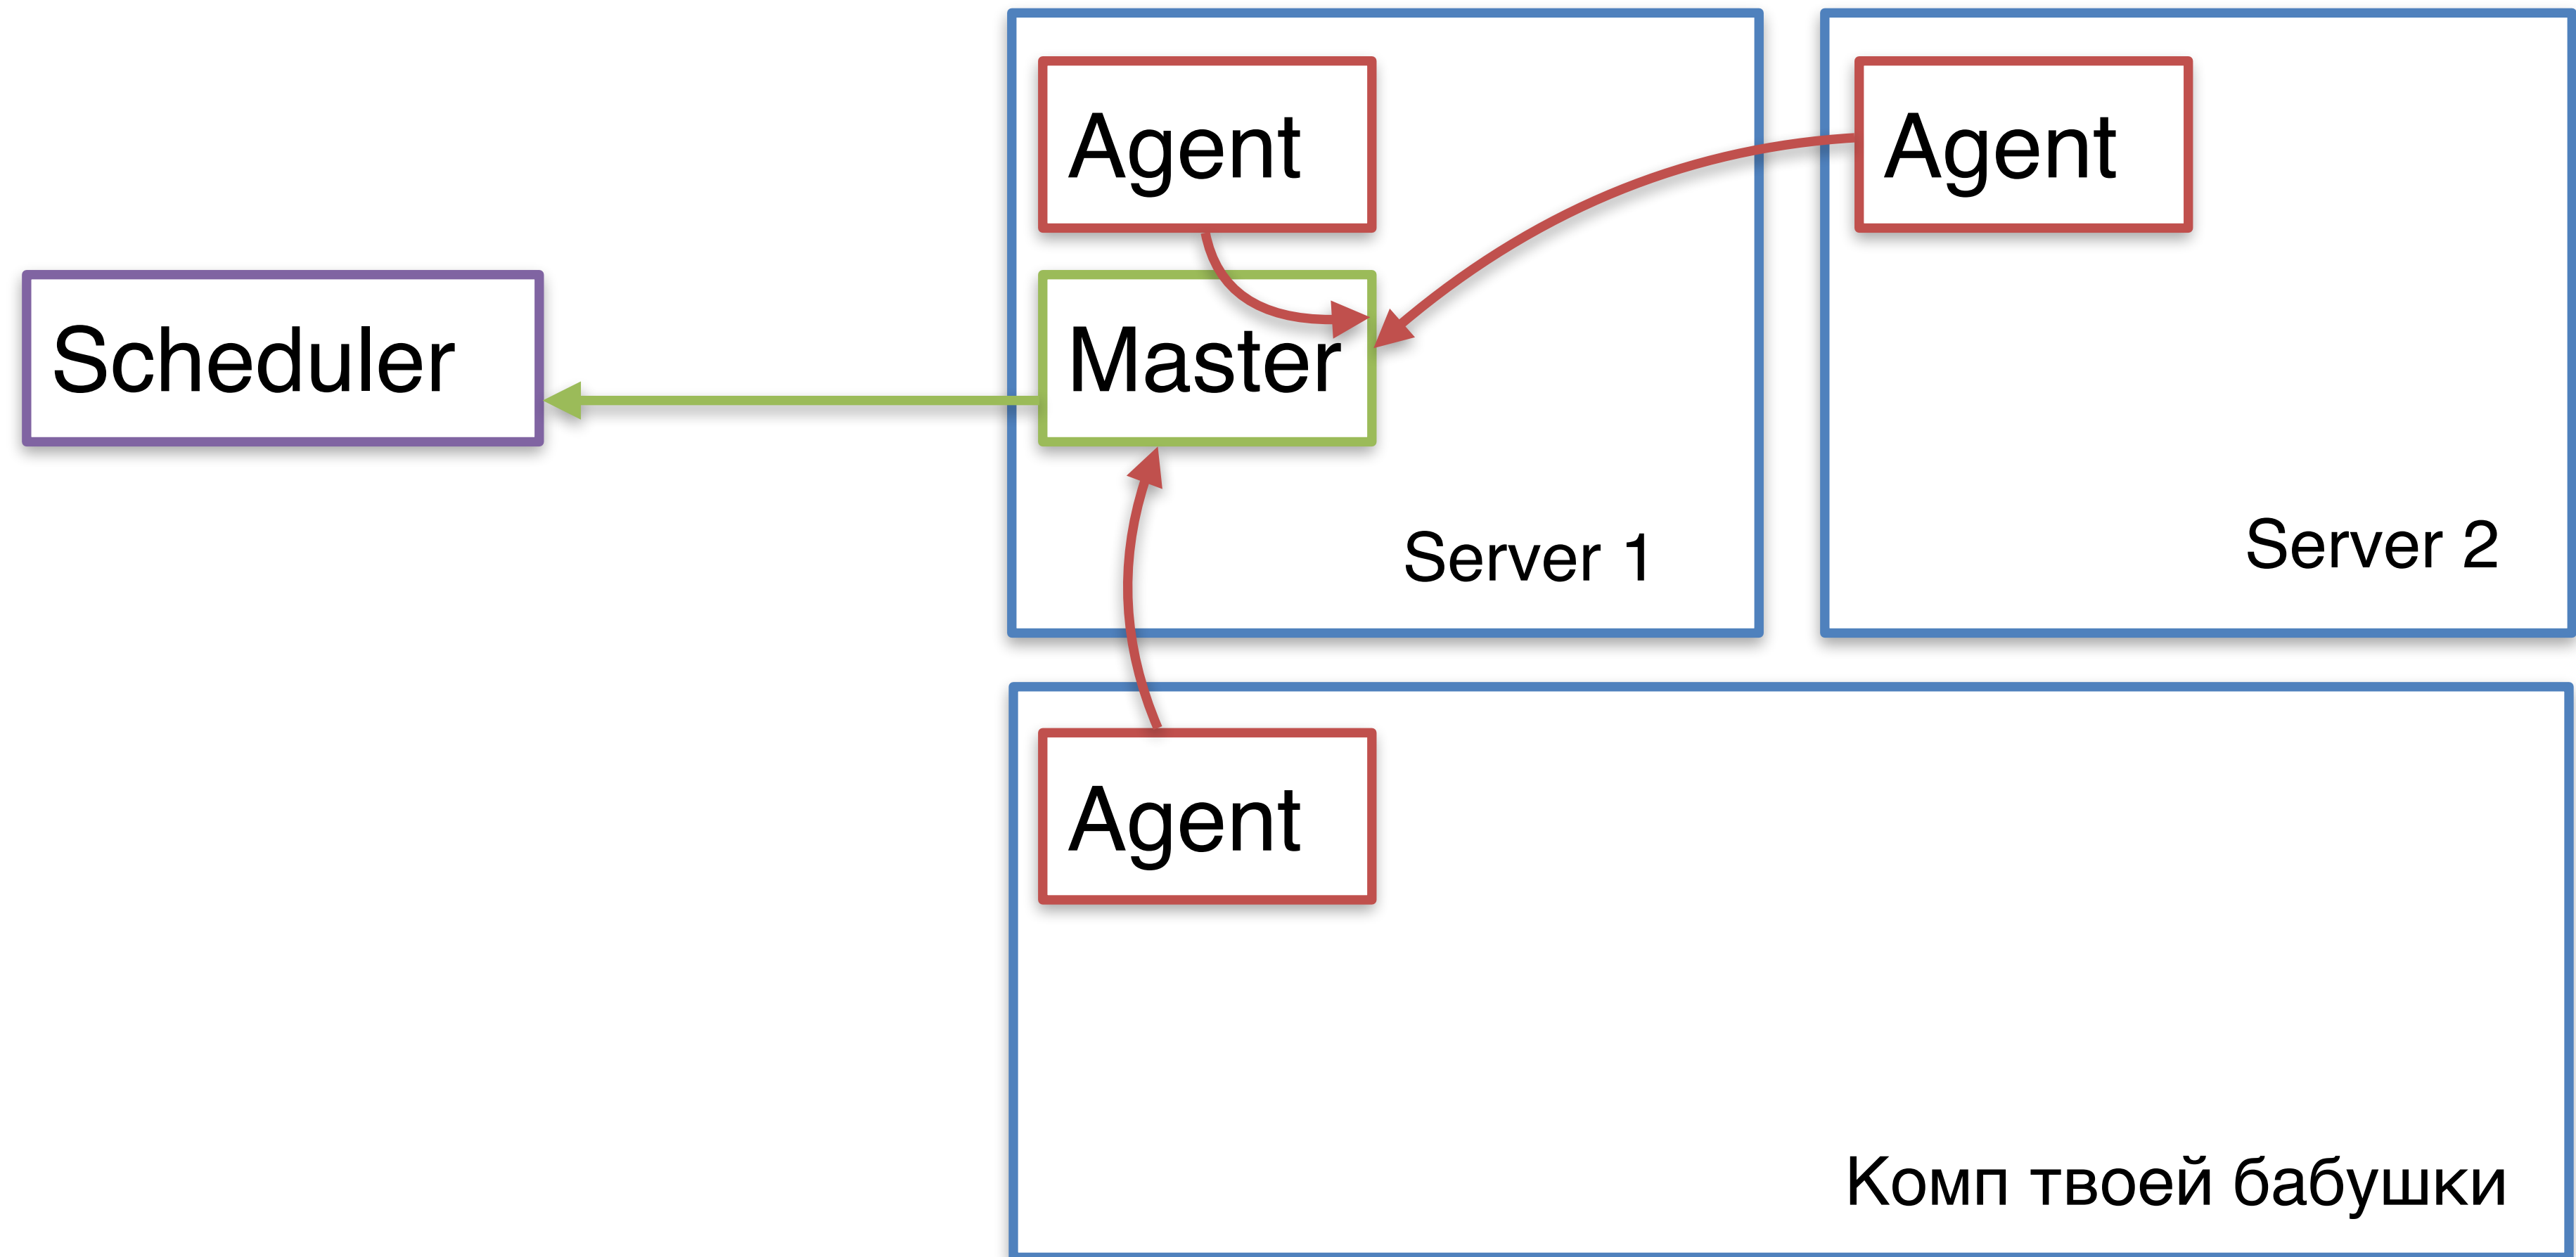 Agent
Agent
Scheduler
Master
Server 1
Server 2
Agent
Комп твоей бабушки